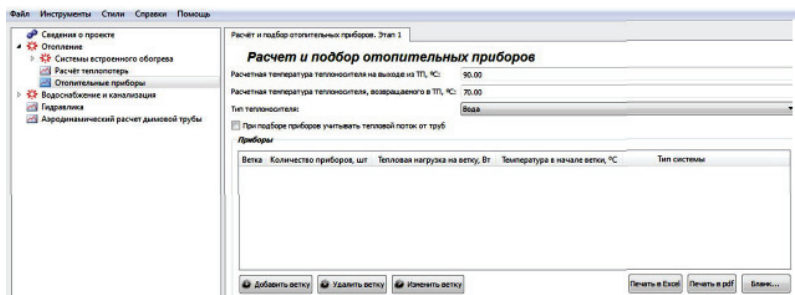 Файл Инструменты Стили Справки Помощь
Сведения о проекте
Отопление
Системы встроенного обогрева
Расчёт теплопотерь
Отопительные приборы
Водоснабжение и канализация
Гидравлика
Аэродинамический расчет дымовой трубы
Расчёт и подбор отопительных приборов. Этап 1
Расчет и подбор отопительных приборов
Расчетная температура теплоносителя на выходе из ТП, °C: 90.00
Расчетная температура теплоносителя, возвращаемого в ТП, °C: 70.00
Тип теплоносителя: Вода
При подборе приборов учитывать тепловой поток от труб
Приборы
Ветка Количество приборов, шт Тепловая нагрузка на ветку, Вт Температура в начале ветки, °C Тип системы
Добавить ветку Удалить ветку Изменить ветку Печать в Excel Печать в pdf Бланк...